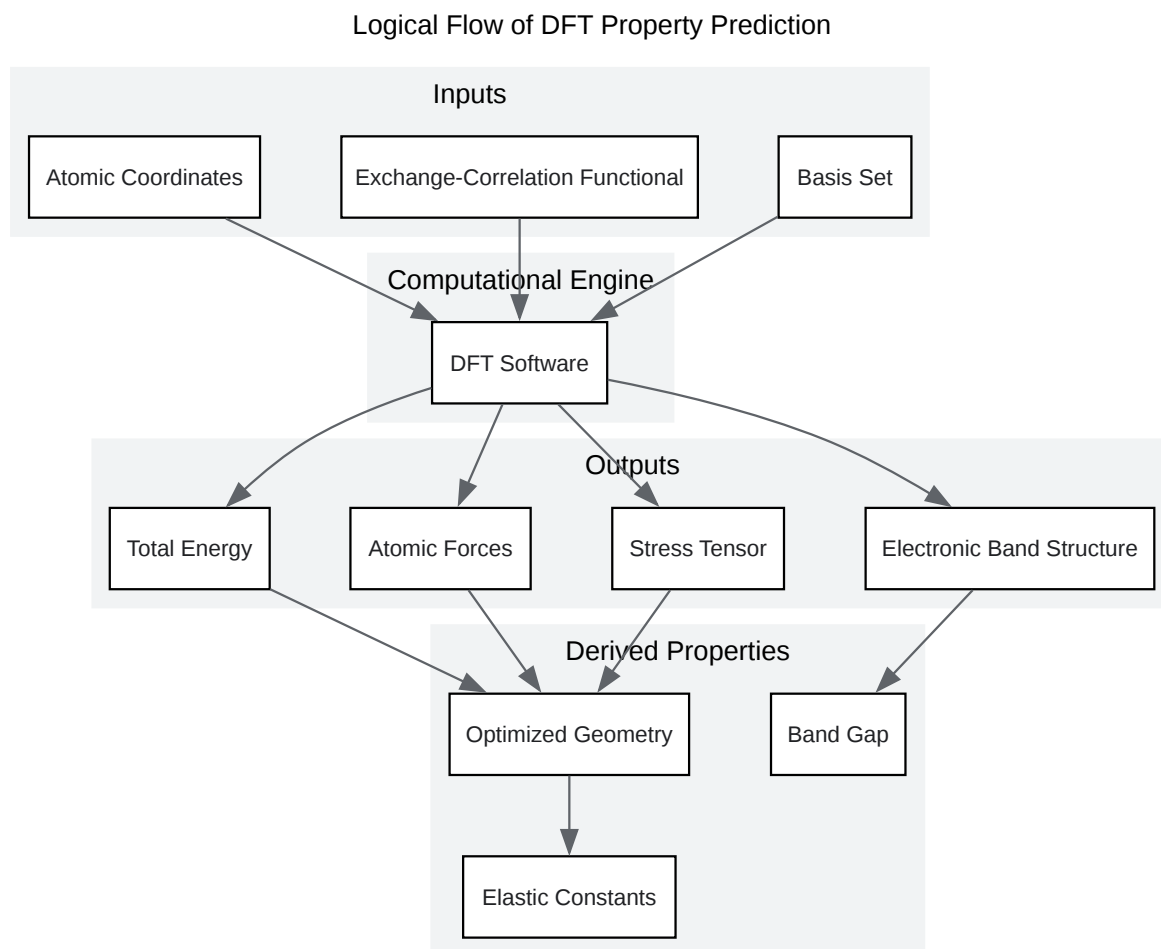 Logical Flow of DFT Property Prediction
Inputs
Atomic Coordinates
Exchange-Correlation Functional
Basis Set
Computational Engine
DFT Software
Outputs
Total Energy
Atomic Forces
Stress Tensor
Electronic Band Structure
Derived Properties
Optimized Geometry
Band Gap
Elastic Constants